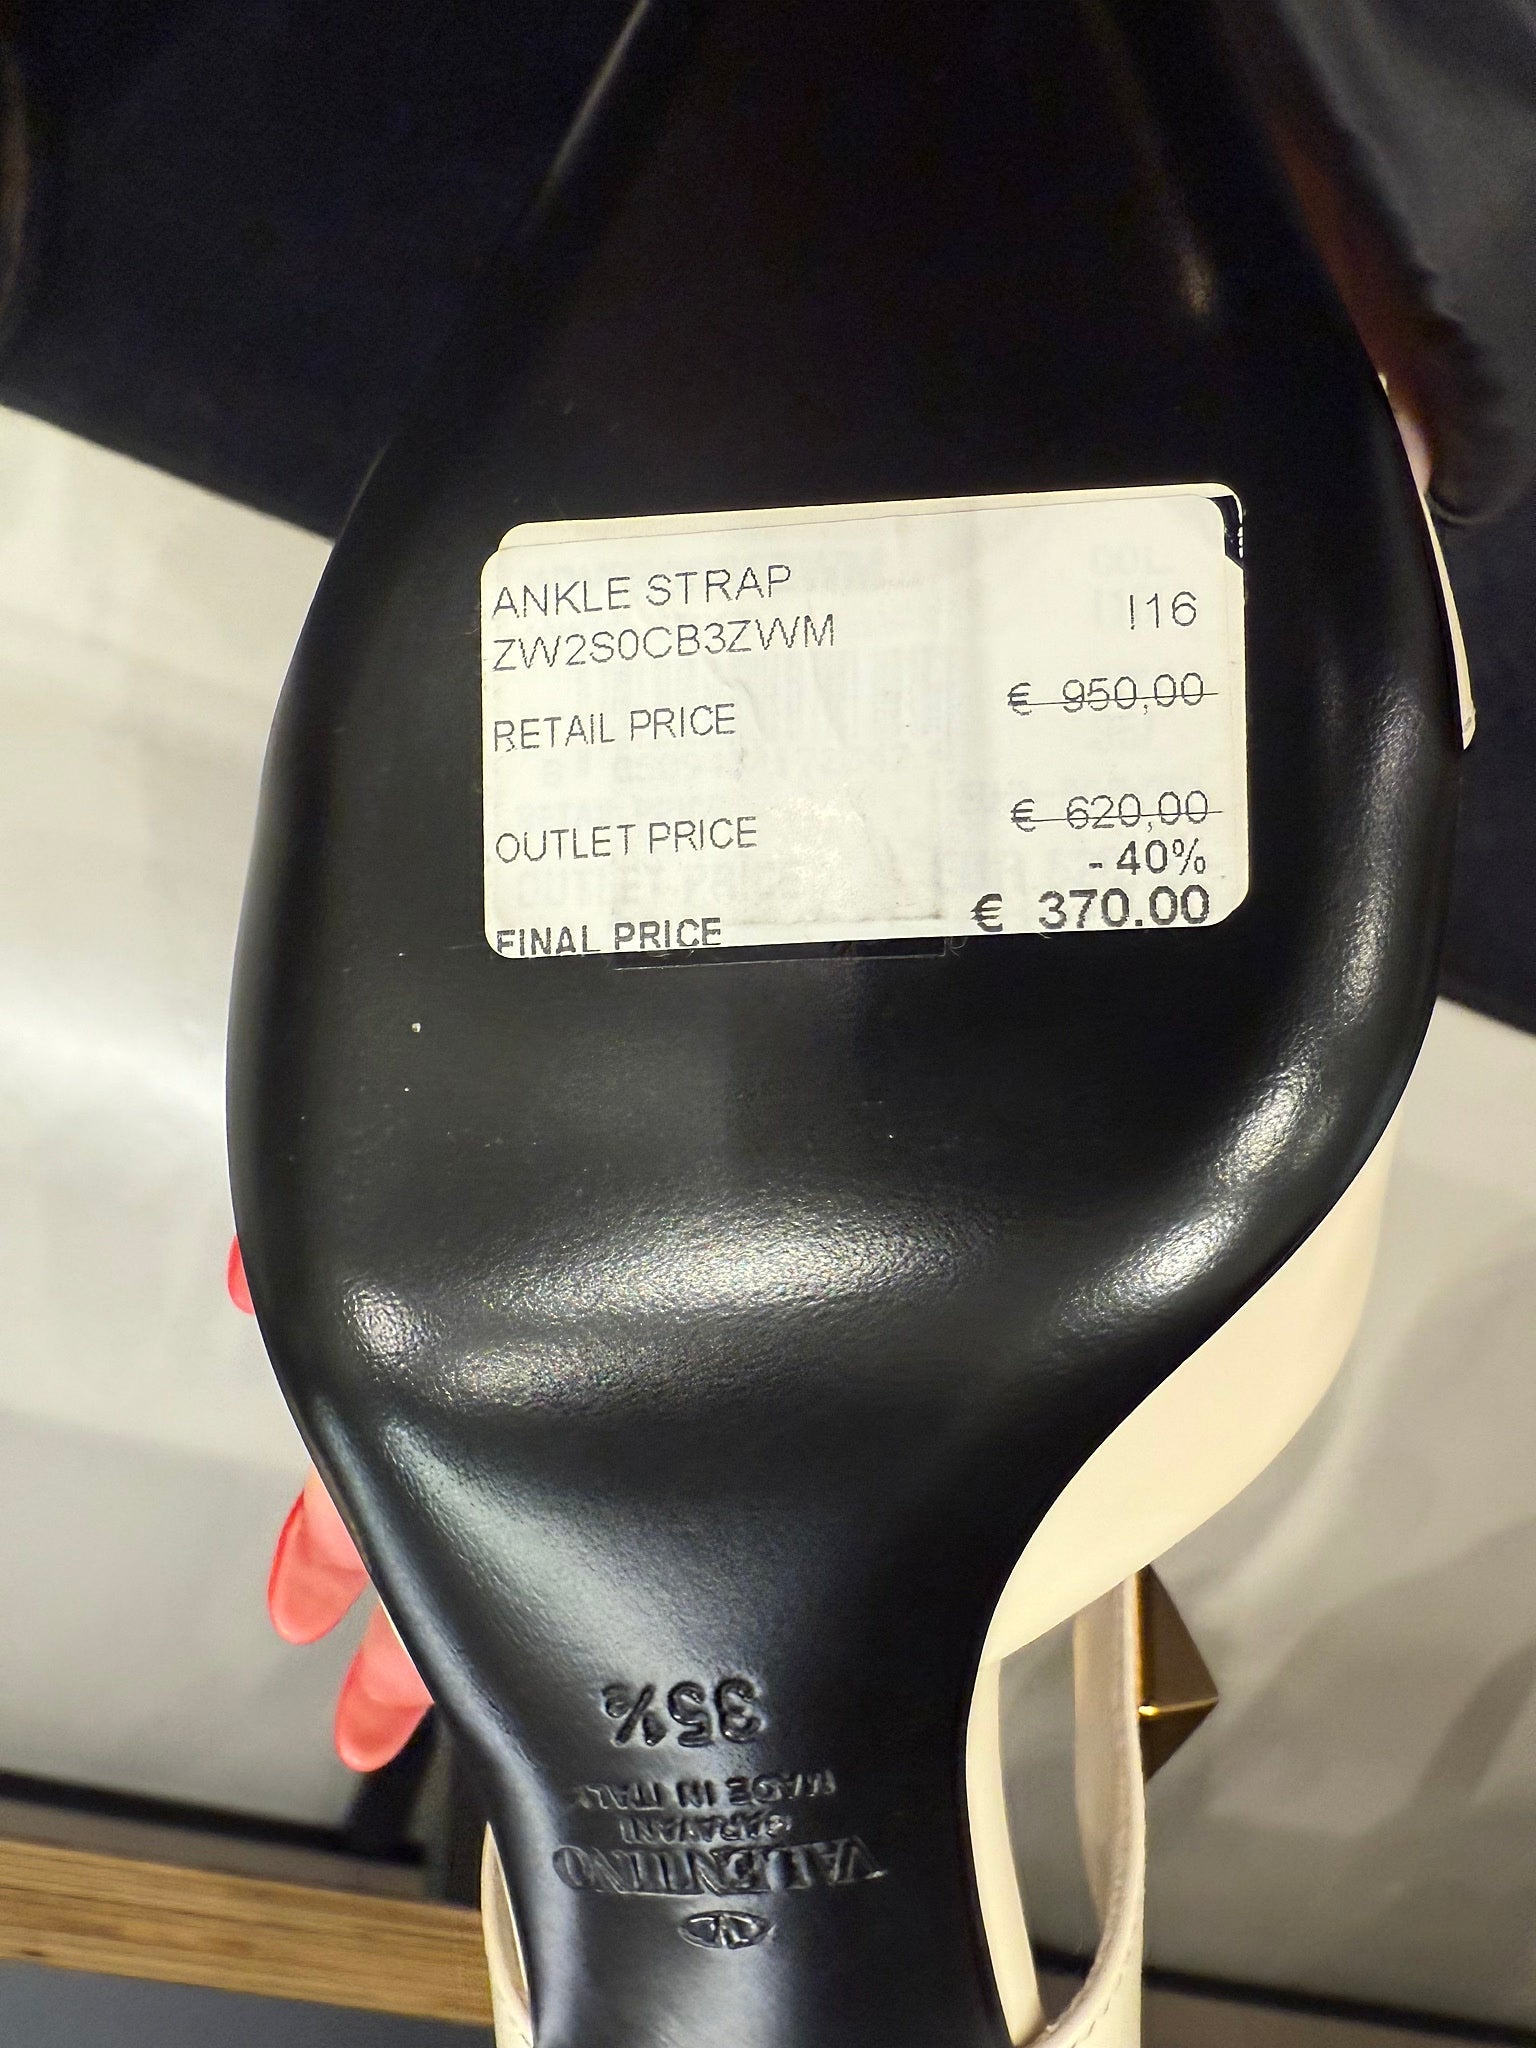 ANKLE STRAP
ZW2S0CB3ZWM I16
RETAIL PRICE € 950,00
OUTLET PRICE € 620,00
- 40%
FINAL PRICE € 370.00
35½
MADE IN ITALY
GARAVANI
VALENTINO